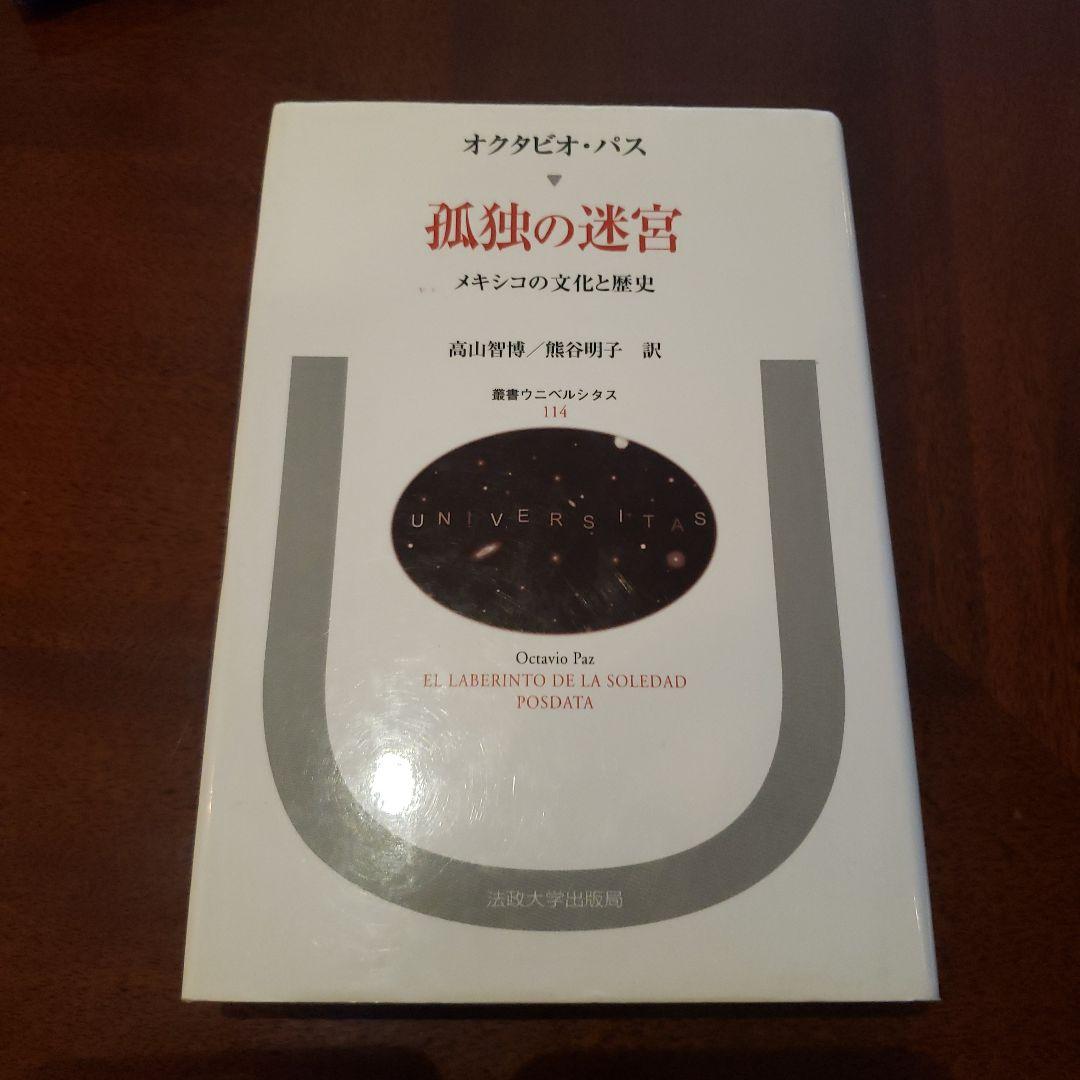 オクタビオ・パス
孤独の迷宮
メキシコの文化と歴史
高山智博／熊谷明子　訳
叢書ウニベルシタス
114
UNIVERSITAS
Octavio Paz
EL LABERINTO DE LA SOLEDAD
POSDATA
法政大学出版局